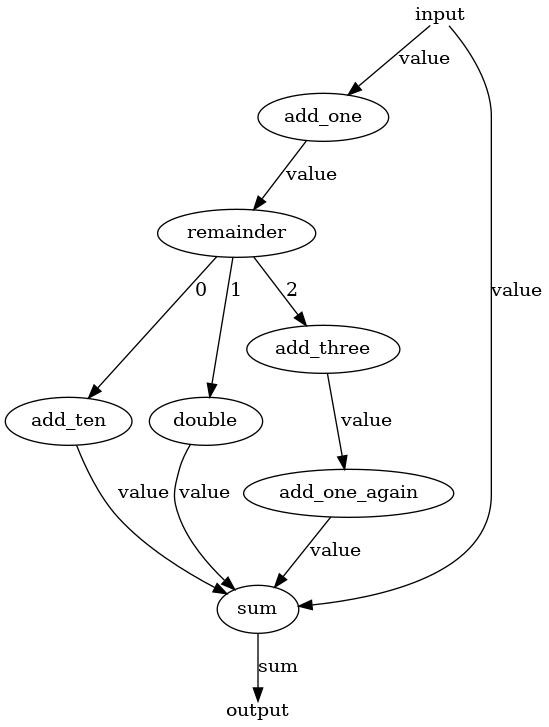 input
value
add_one
value
remainder
0
1
2
value
add_three
add_ten
double
value
add_one_again
value
value
value
sum
sum
output